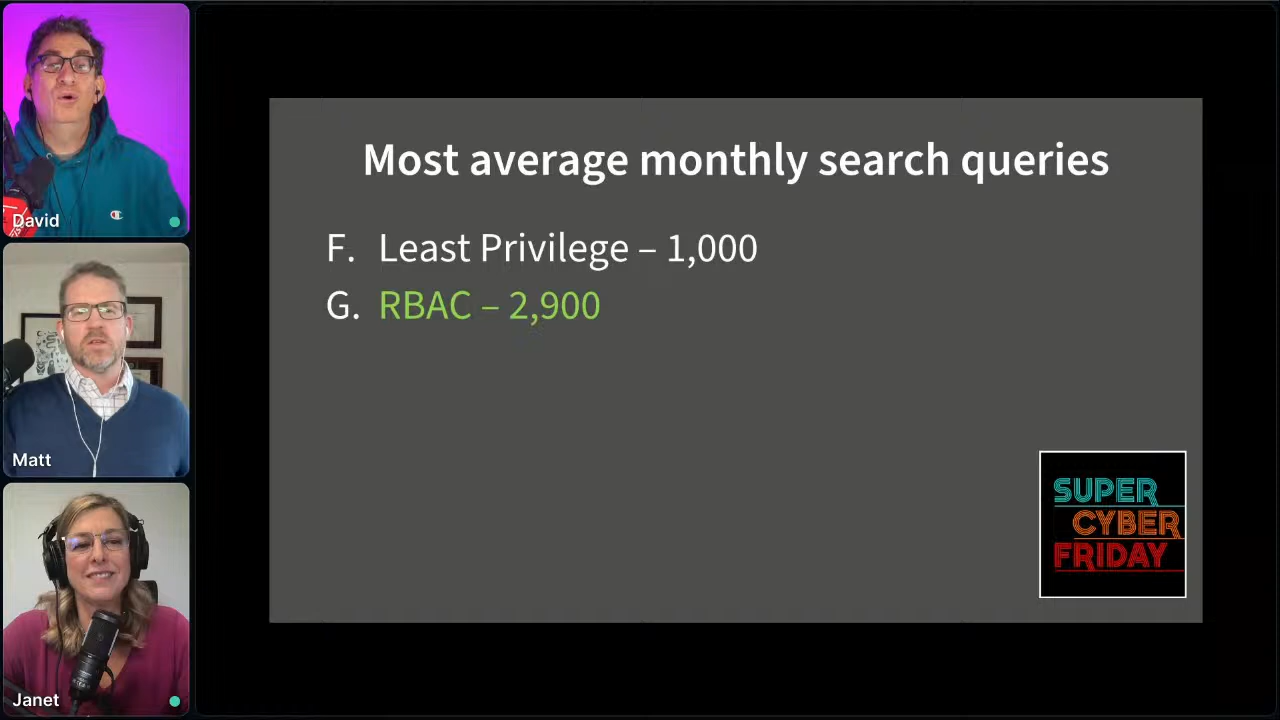 David
Matt
Janet
Most average monthly search queries
F. Least Privilege – 1,000
G. RBAC – 2,900
SUPER
CYBER
FRIDAY